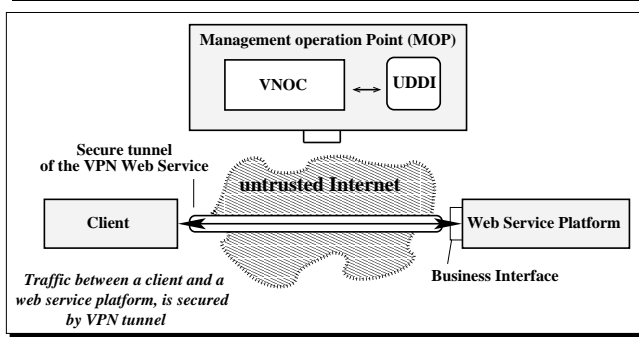 Management operation Point (MOP)
VNOC
UDDI
Secure tunnel
of the VPN Web Service
untrusted Internet
Client
Web Service Platform
Business Interface
Traffic between a client and a
web service platform, is secured
by VPN tunnel